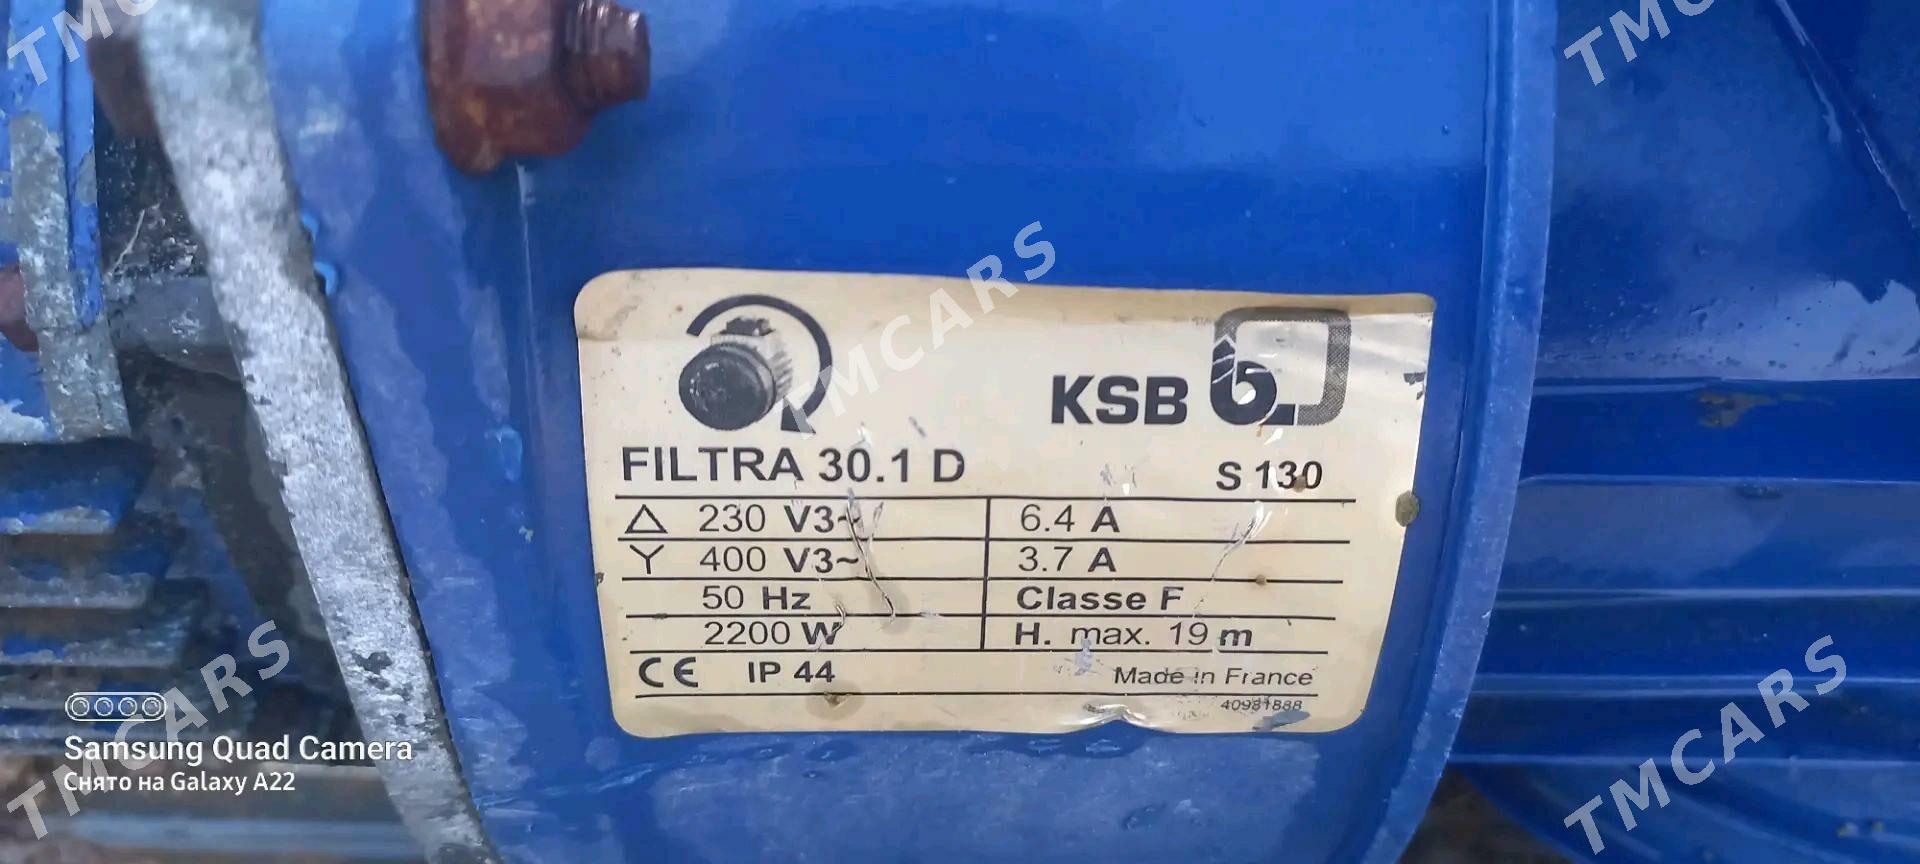 TMCARS
TMCARS
TMCARS
KSB
FILTRA 30.1 D S 130
△ 230 V3~ 6.4 A
Y 400 V3~ 3.7 A
50 Hz Classe F
2200 W H. max. 19 m
CE IP 44 Made in France
TMCARS
TMCARS
Samsung Quad Camera
Снято на Galaxy A22